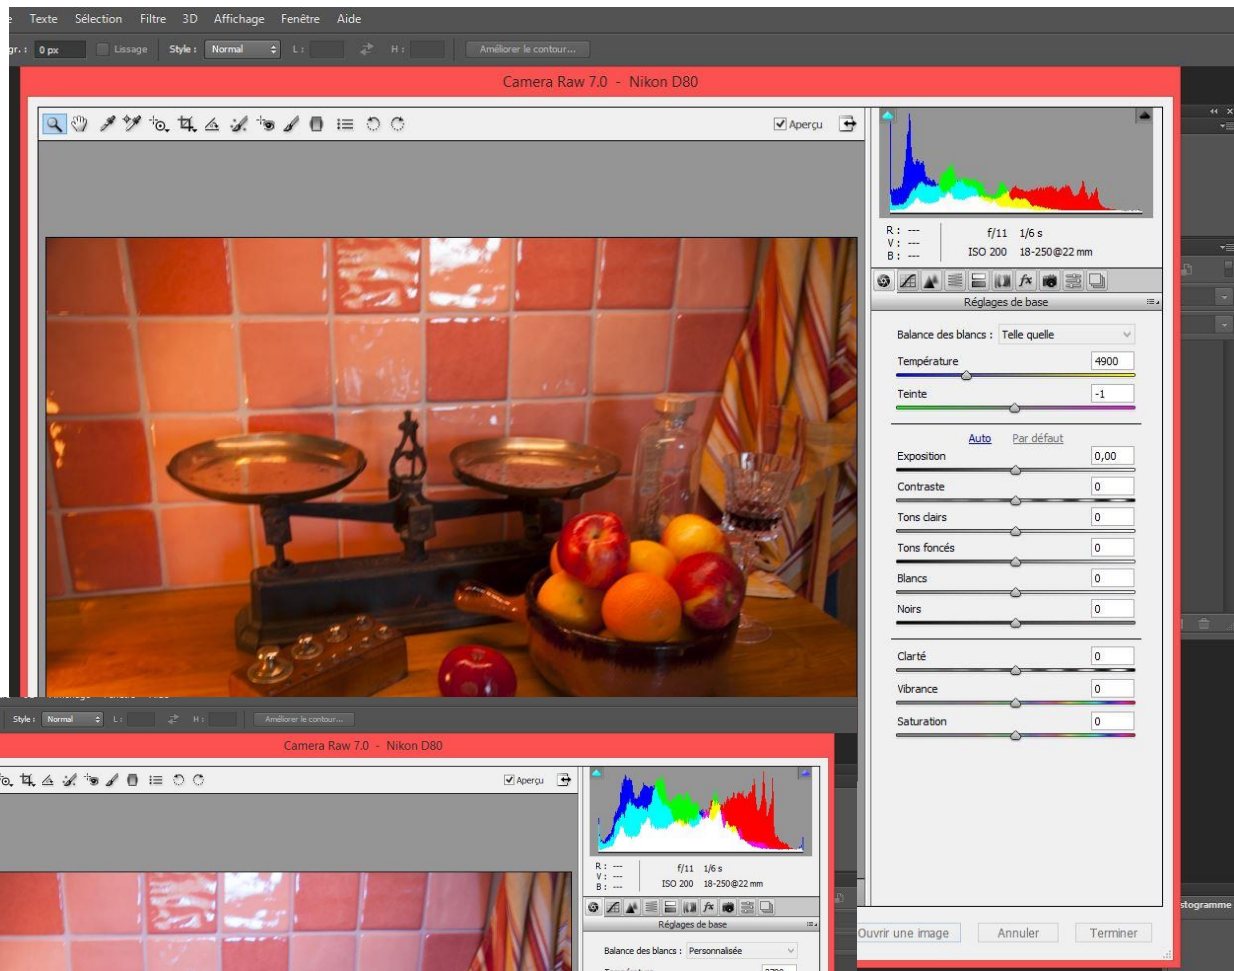 Texte Sélection Filtre 3D Affichage Fenêtre Aide
gr. : 0 px Lissage Style : Normal L : H : Améliorer le contour...
Camera Raw 7.0 - Nikon D80
Aperçu
R : ---
V : ---
B : ---
f/11 1/6 s
ISO 200 18-250@22 mm
Réglages de base
Balance des blancs : Telle quelle
Température 4900
Teinte -1
Auto Par défaut
Exposition 0,00
Contraste 0
Tons clairs 0
Tons foncés 0
Blancs 0
Noirs 0
Clarté 0
Vibrance 0
Saturation 0
stogramme
Ouvrir une image Annuler Terminer
Style : Normal L : H : Améliorer le contour...
Camera Raw 7.0 - Nikon D80
Aperçu
R : ---
V : ---
B : ---
f/11 1/6 s
ISO 200 18-250@22 mm
Réglages de base
Balance des blancs : Personnalisée